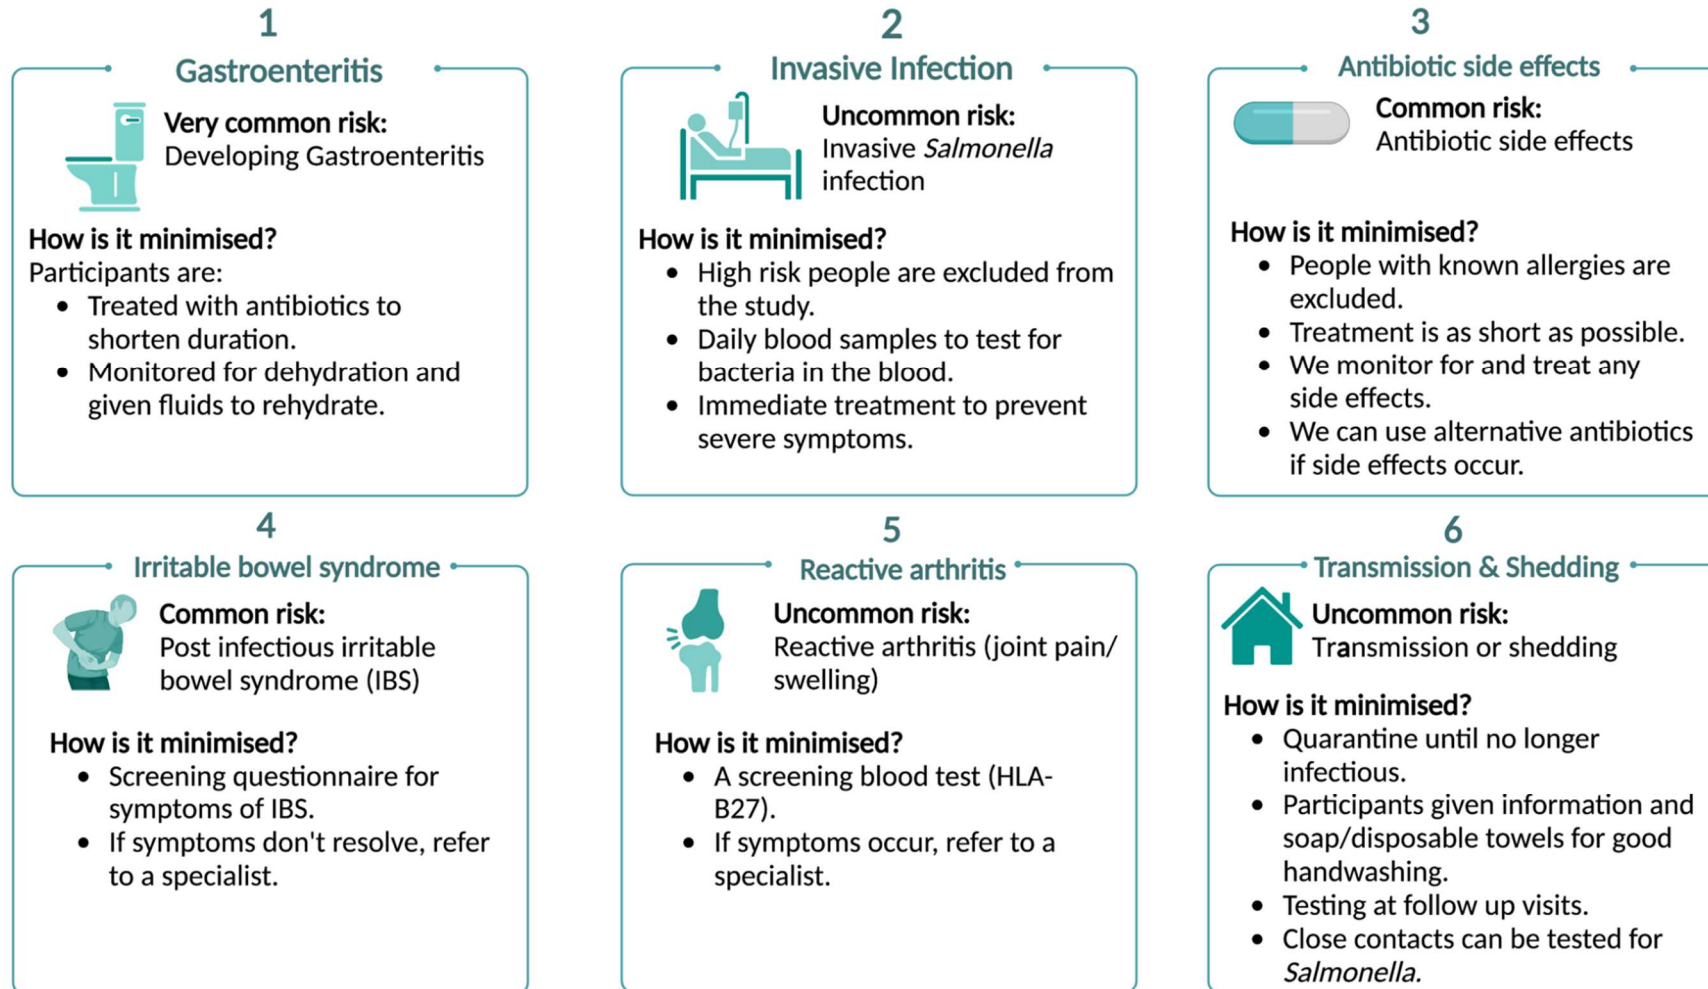 1
Gastroenteritis
Very common risk:
Developing Gastroenteritis
How is it minimised?
Participants are:
• Treated with antibiotics to
shorten duration.
• Monitored for dehydration and
given fluids to rehydrate.
2
Invasive Infection
Uncommon risk:
Invasive Salmonella
infection
How is it minimised?
• High risk people are excluded from
the study.
• Daily blood samples to test for
bacteria in the blood.
• Immediate treatment to prevent
severe symptoms.
3
Antibiotic side effects
Common risk:
Antibiotic side effects
How is it minimised?
• People with known allergies are
excluded.
• Treatment is as short as possible.
• We monitor for and treat any
side effects.
• We can use alternative antibiotics
if side effects occur.
4
Irritable bowel syndrome
Common risk:
Post infectious irritable
bowel syndrome (IBS)
How is it minimised?
• Screening questionnaire for
symptoms of IBS.
• If symptoms don't resolve, refer
to a specialist.
5
Reactive arthritis
Uncommon risk:
Reactive arthritis (joint pain/
swelling)
How is it minimised?
• A screening blood test (HLA-
B27).
• If symptoms occur, refer to a
specialist.
6
Transmission & Shedding
Uncommon risk:
Transmission or shedding
How is it minimised?
• Quarantine until no longer
infectious.
• Participants given information and
soap/disposable towels for good
handwashing.
• Testing at follow up visits.
• Close contacts can be tested for
Salmonella.